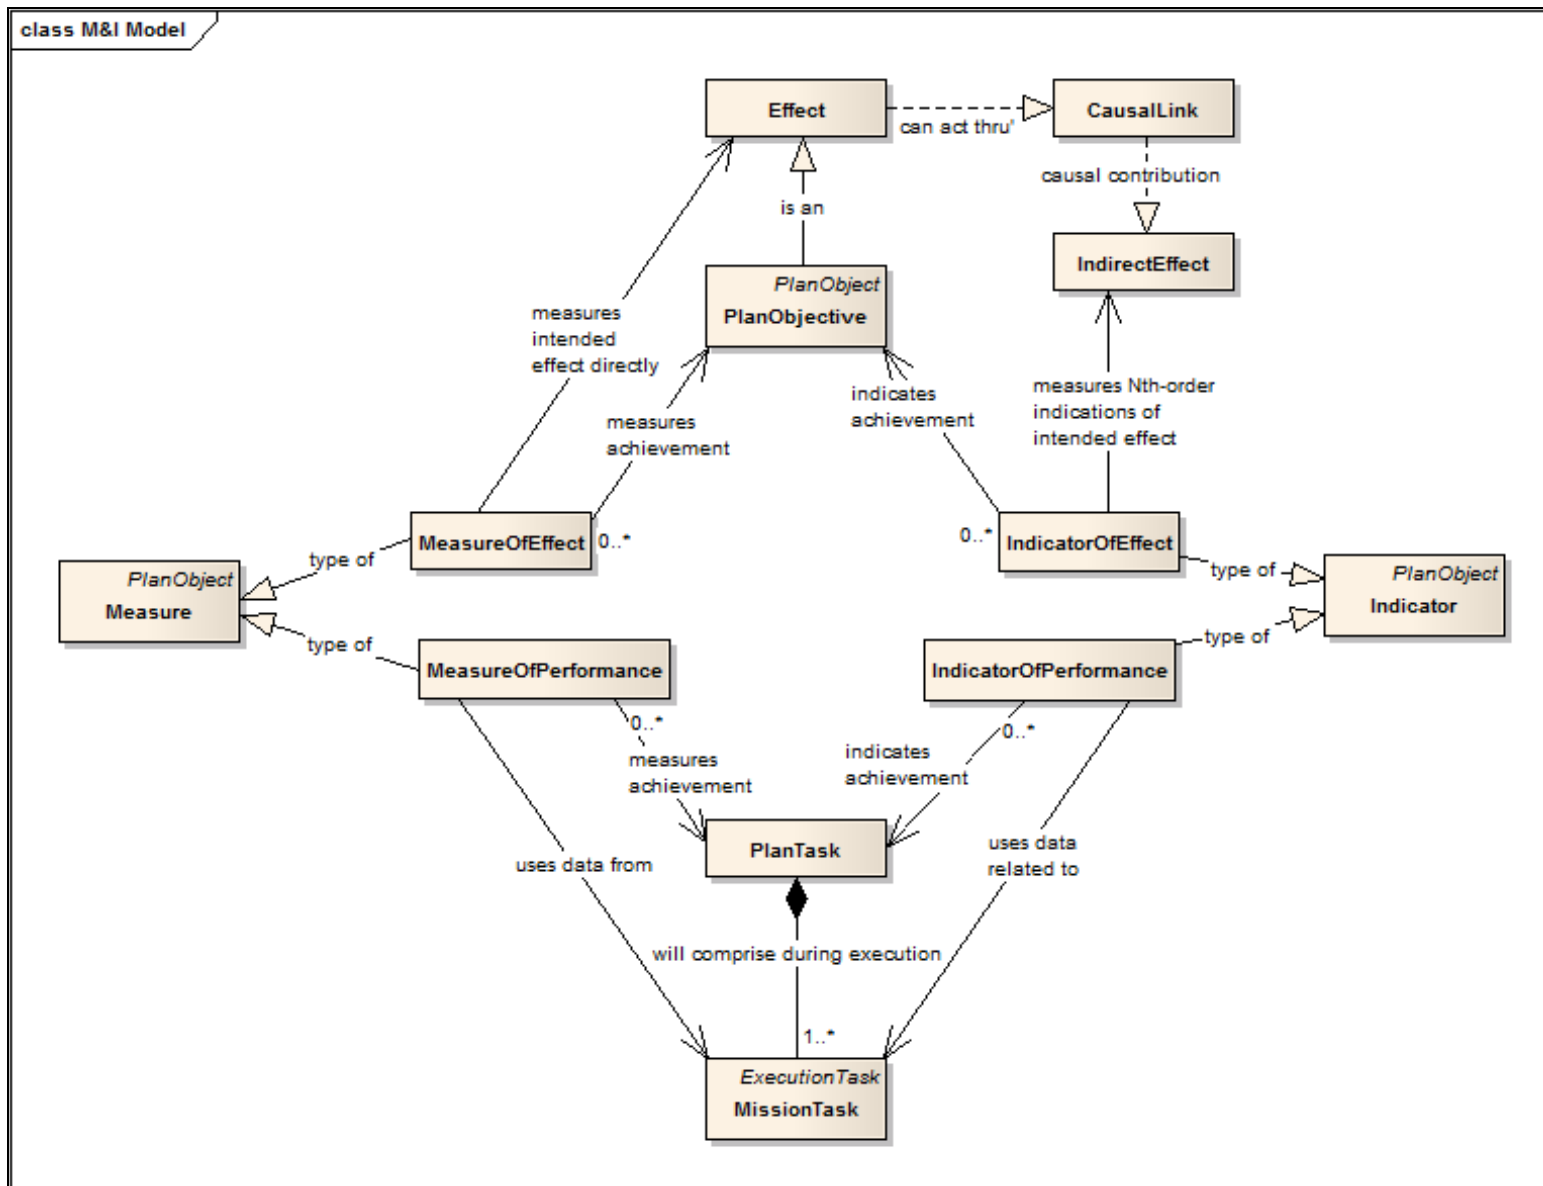 class M&I Model
Effect
can act thru'
CausalLink
causal contribution
is an
IndirectEffect
PlanObject
PlanObjective
measures
intended
effect directly
measures
achievement
indicates
achievement
measures Nth-order
indications of
intended effect
MeasureOfEffect
0..*
0..*
IndicatorOfEffect
type of
type of
PlanObject
Measure
PlanObject
Indicator
type of
type of
MeasureOfPerformance
IndicatorOfPerformance
0..*
0..*
measures
achievement
indicates
achievement
PlanTask
uses data from
uses data
related to
will comprise during execution
1..*
ExecutionTask
MissionTask